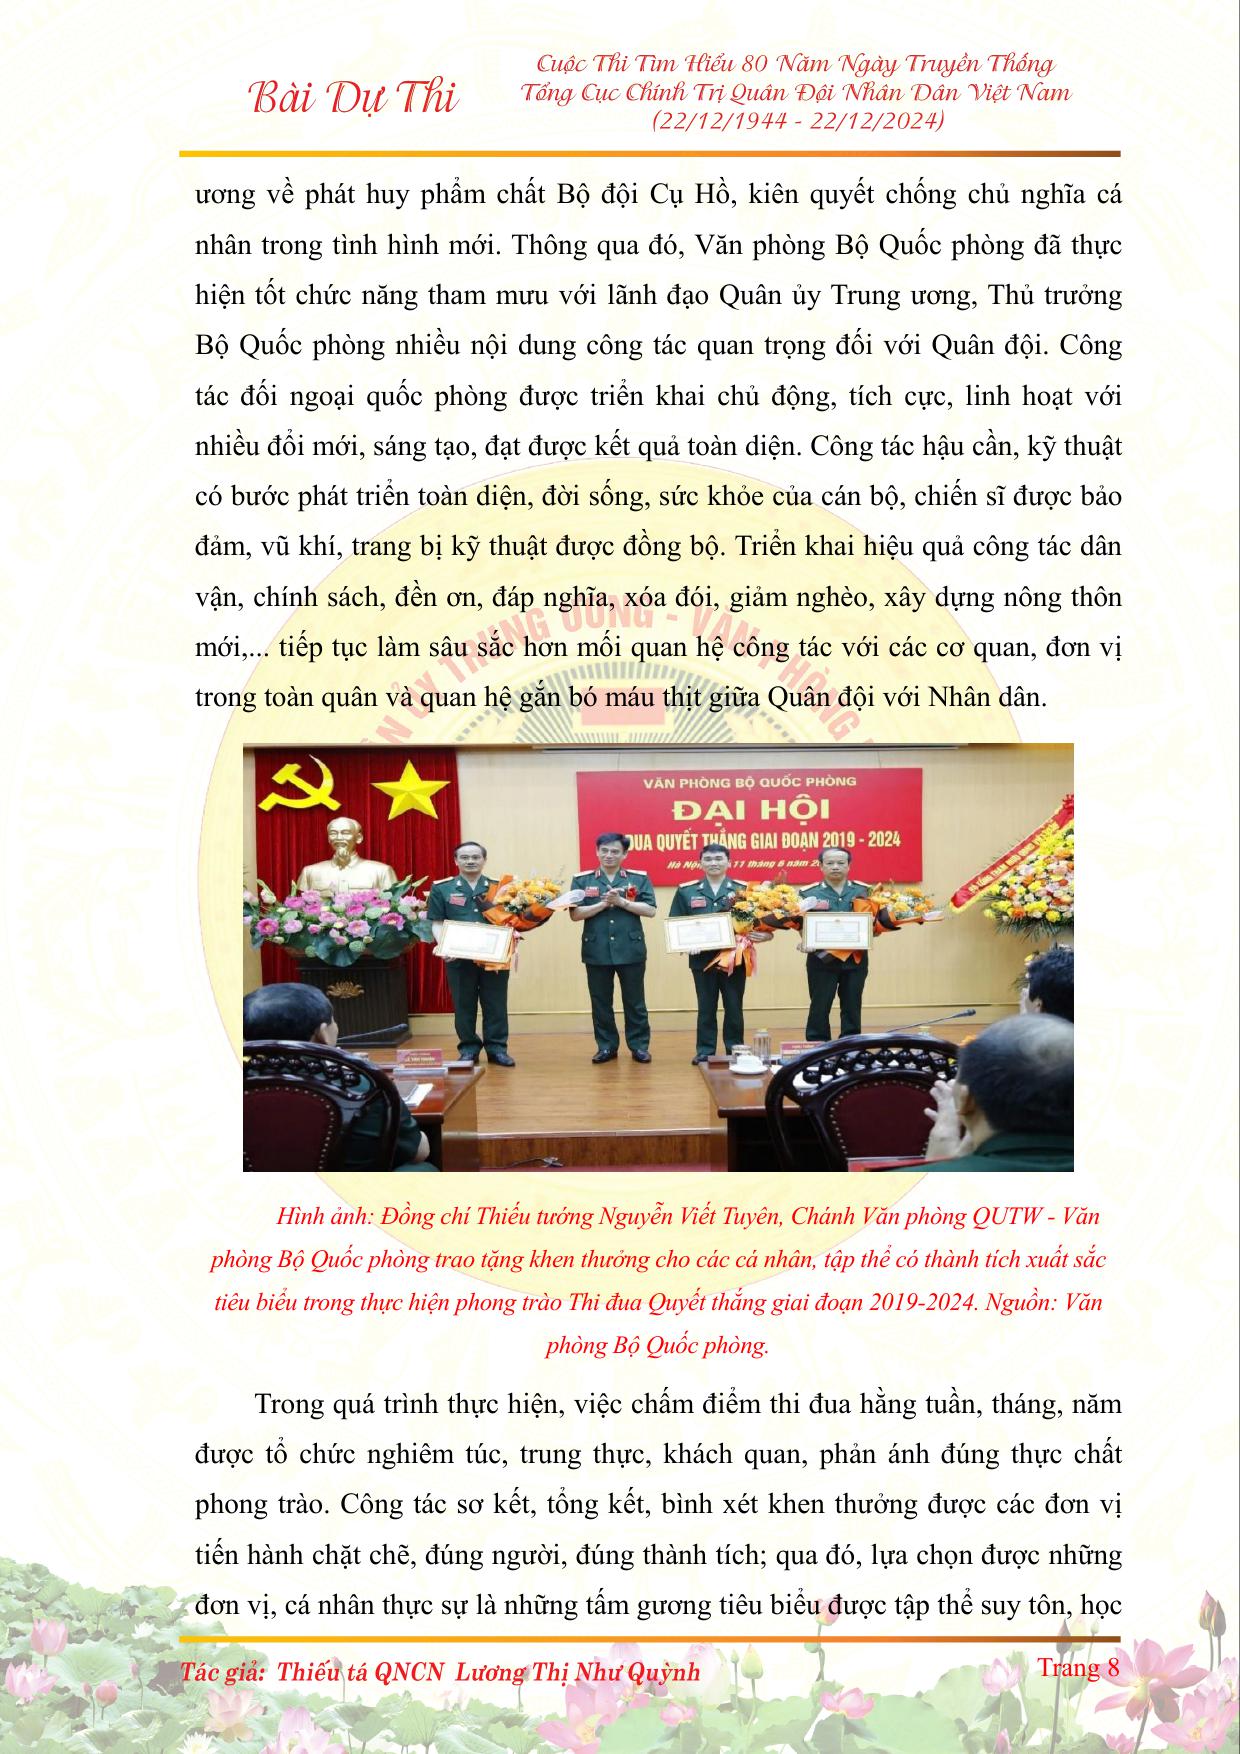 Bài Dự Thi
Cuộc Thi Tìm Hiểu 80 Năm Ngày Truyền Thống
Tổng Cục Chính Trị Quân Đội Nhân Dân Việt Nam
(22/12/1944 - 22/12/2024)
ương về phát huy phẩm chất Bộ đội Cụ Hồ, kiên quyết chống chủ nghĩa cá
nhân trong tình hình mới. Thông qua đó, Văn phòng Bộ Quốc phòng đã thực
hiện tốt chức năng tham mưu với lãnh đạo Quân ủy Trung ương, Thủ trưởng
Bộ Quốc phòng nhiều nội dung công tác quan trọng đối với Quân đội. Công
tác đối ngoại quốc phòng được triển khai chủ động, tích cực, linh hoạt với
nhiều đổi mới, sáng tạo, đạt được kết quả toàn diện. Công tác hậu cần, kỹ thuật
có bước phát triển toàn diện, đời sống, sức khỏe của cán bộ, chiến sĩ được bảo
đảm, vũ khí, trang bị kỹ thuật được đồng bộ. Triển khai hiệu quả công tác dân
vận, chính sách, đền ơn, đáp nghĩa, xóa đói, giảm nghèo, xây dựng nông thôn
mới,... tiếp tục làm sâu sắc hơn mối quan hệ công tác với các cơ quan, đơn vị
trong toàn quân và quan hệ gắn bó máu thịt giữa Quân đội với Nhân dân.
ỦY TRUNG ƯƠNG - VĂN PHÒNG
VĂN PHÒNG BỘ QUỐC PHÒNG
ĐẠI HỘI
ĐUA QUYẾT THẮNG GIAI ĐOẠN 2019 - 2024
Hà Nội, 11 tháng 6 năm
Hình ảnh: Đồng chí Thiếu tướng Nguyễn Viết Tuyên, Chánh Văn phòng QUTW - Văn
phòng Bộ Quốc phòng trao tặng khen thưởng cho các cá nhân, tập thể có thành tích xuất sắc
tiêu biểu trong thực hiện phong trào Thi đua Quyết thắng giai đoạn 2019-2024. Nguồn: Văn
phòng Bộ Quốc phòng.
Trong quá trình thực hiện, việc chấm điểm thi đua hằng tuần, tháng, năm
được tổ chức nghiêm túc, trung thực, khách quan, phản ánh đúng thực chất
phong trào. Công tác sơ kết, tổng kết, bình xét khen thưởng được các đơn vị
tiến hành chặt chẽ, đúng người, đúng thành tích; qua đó, lựa chọn được những
đơn vị, cá nhân thực sự là những tấm gương tiêu biểu được tập thể suy tôn, học
Tác giả: Thiếu tá QNCN Lương Thị Như Quỳnh
Trang 8